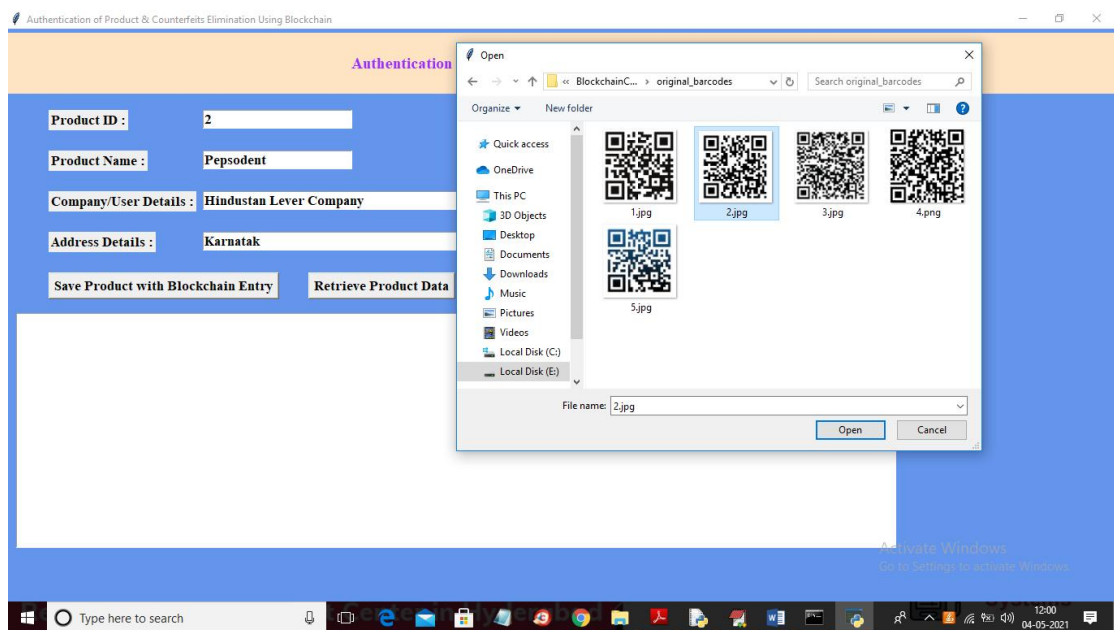 Authentication of Product & Counterfeits Elimination Using Blockchain
Authentication
Product ID :
2
Product Name :
Pepsodent
Company/User Details :
Hindustan Lever Company
Address Details :
Karnatak
Save Product with Blockchain Entry
Retrieve Product Data
Open
« BlockchainC... › original_barcodes
Search original_barcodes
Organize
New folder
Quick access
OneDrive
This PC
3D Objects
Desktop
Documents
Downloads
Music
Pictures
Videos
Local Disk (C:)
Local Disk (E:)
1.jpg
2.jpg
3.jpg
4.png
5.jpg
File name: 2.jpg
Open
Cancel
Activate Windows
Go to Settings to activate Windows.
Type here to search
12:00
04-05-2021